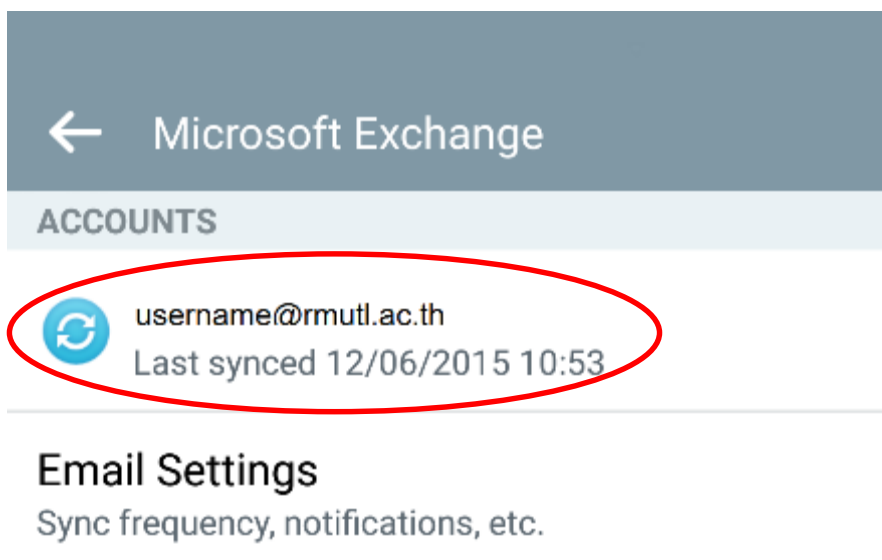 Microsoft Exchange
ACCOUNTS
username@rmutl.ac.th
Last synced 12/06/2015 10:53
Email Settings
Sync frequency, notifications, etc.